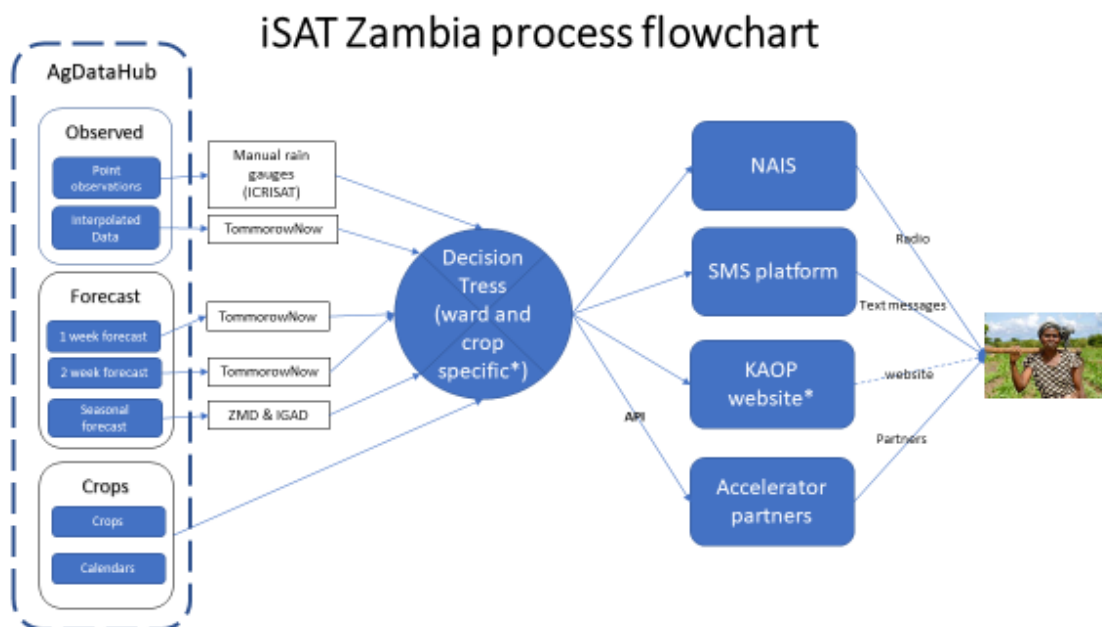 iSAT Zambia process flowchart
AgDataHub
Observed
Point
observations
Interpolated
Data
Manual rain
gauges
(ICRISAT)
TommorowNow
Forecast
1 week forecast
2 week forecast
Seasonal
forecast
TommorowNow
TommorowNow
ZMD & IGAD
Crops
Crops
Calendars
Decision
Tress
(ward and
crop
specific*)
API
NAIS
SMS platform
KAOP
website*
Accelerator
partners
Radio
Text messages
website
Partners